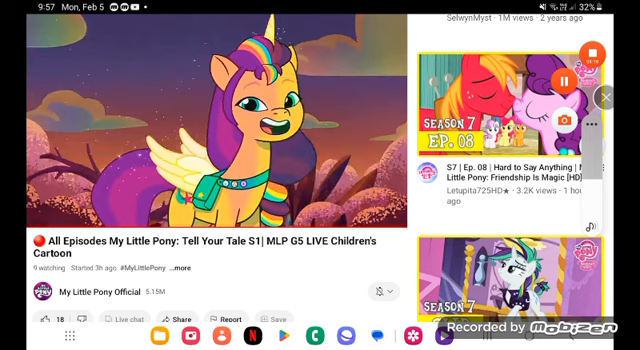 9:57 Mon, Feb 5
32%
SelwynMyst · 1M views · 2 years ago
SEASON 7
EP. 08
S7 | Ep. 08 | Hard to Say Anything |
Little Pony: Friendship Is Magic [HD]
Letupita725HD★ · 3.2K views · 1 hour
ago
🔴 All Episodes My Little Pony: Tell Your Tale S1| MLP G5 LIVE Children's
Cartoon
9 watching Started 3h ago #MyLittlePony ...more
My Little Pony Official 5.15M
18
Live chat
Share
Report
Save
SEASON 7
Recorded by mobizen